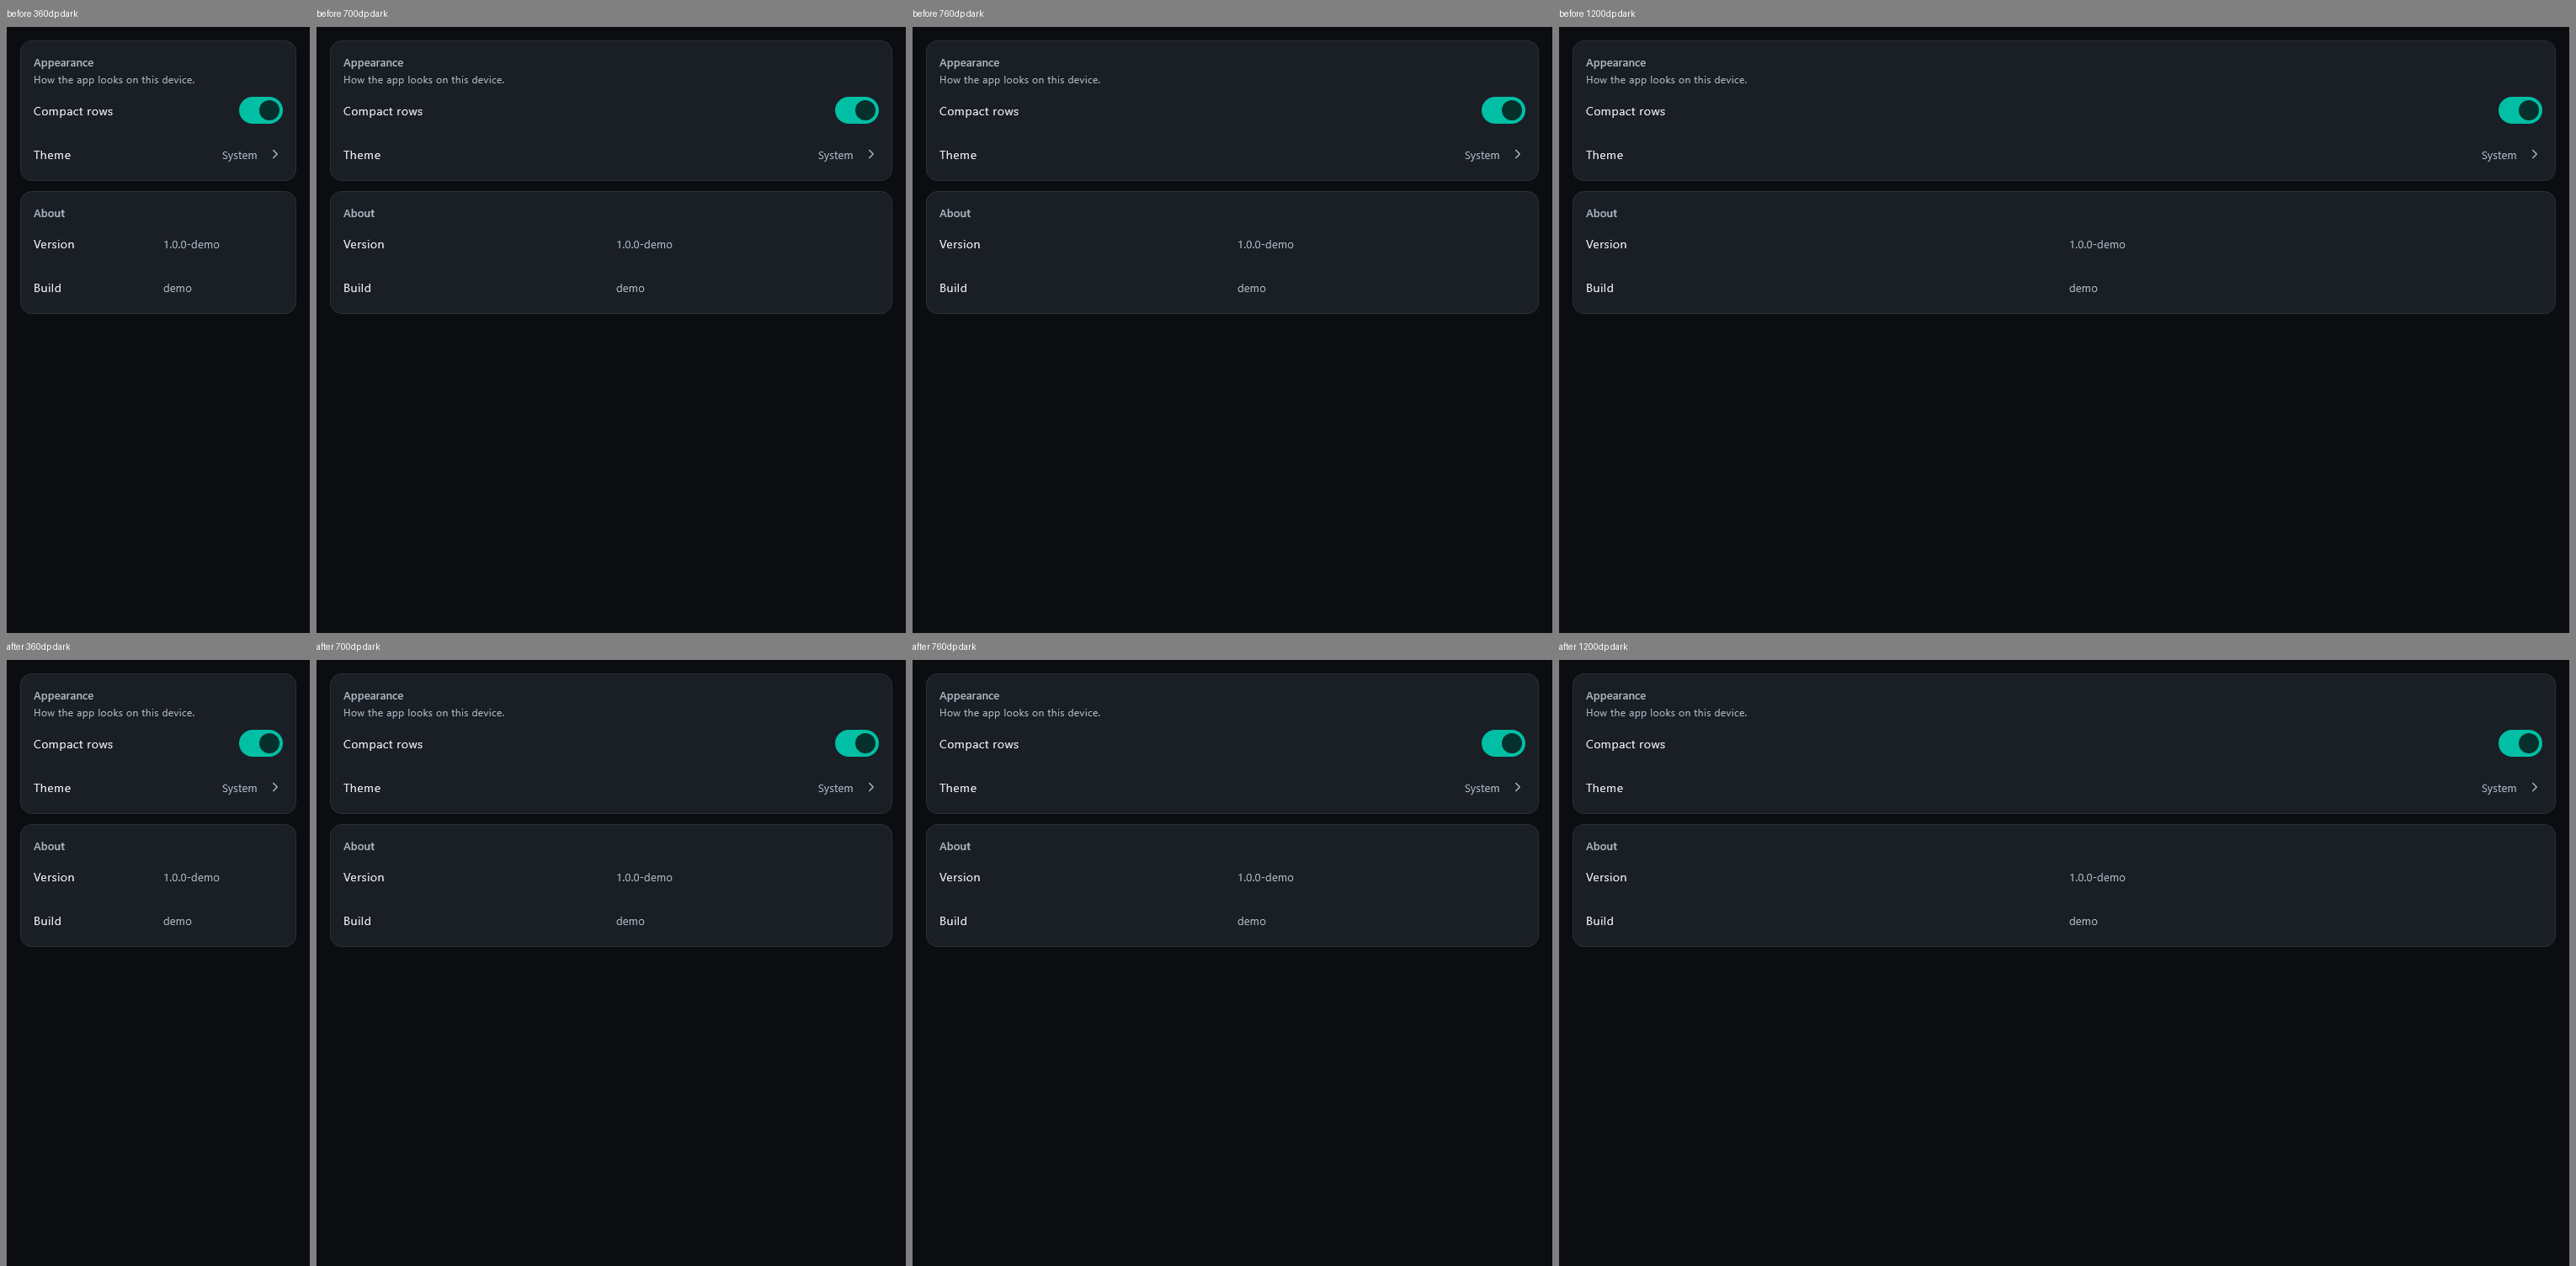 before 360dp dark
Appearance
How the app looks on this device.
Compact rows
Theme System
About
Version 1.0.0-demo
Build demo
before 700dp dark
Appearance
How the app looks on this device.
Compact rows
Theme System
About
Version 1.0.0-demo
Build demo
before 760dp dark
Appearance
How the app looks on this device.
Compact rows
Theme System
About
Version 1.0.0-demo
Build demo
before 1200dp dark
Appearance
How the app looks on this device.
Compact rows
Theme System
About
Version 1.0.0-demo
Build demo
after 360dp dark
Appearance
How the app looks on this device.
Compact rows
Theme System
About
Version 1.0.0-demo
Build demo
after 700dp dark
Appearance
How the app looks on this device.
Compact rows
Theme System
About
Version 1.0.0-demo
Build demo
after 760dp dark
Appearance
How the app looks on this device.
Compact rows
Theme System
About
Version 1.0.0-demo
Build demo
after 1200dp dark
Appearance
How the app looks on this device.
Compact rows
Theme System
About
Version 1.0.0-demo
Build demo